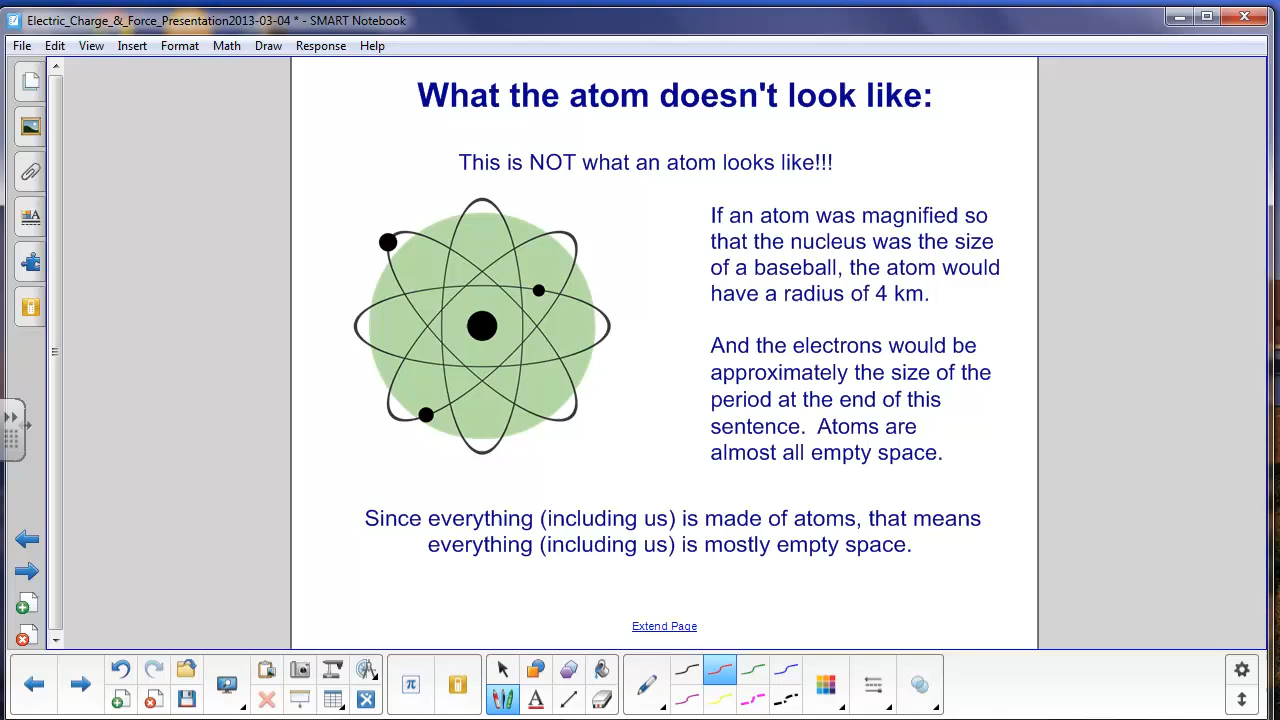 Electric_Charge_&_Force_Presentation2013-03-04 * - SMART Notebook
File Edit View Insert Format Math Draw Response Help
What the atom doesn't look like:
This is NOT what an atom looks like!!!
If an atom was magnified so
that the nucleus was the size
of a baseball, the atom would
have a radius of 4 km.
And the electrons would be
approximately the size of the
period at the end of this
sentence.  Atoms are
almost all empty space.
Since everything (including us) is made of atoms, that means
everything (including us) is mostly empty space.
Extend Page
π
A